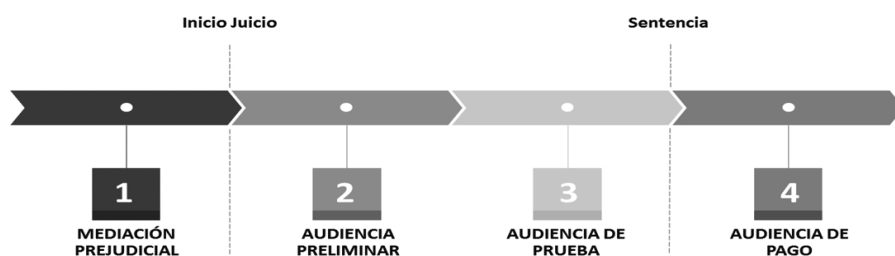 Inicio Juicio
Sentencia
1
2
3
4
MEDIACIÓN
PREJUDICIAL
AUDIENCIA
PRELIMINAR
AUDIENCIA DE
PRUEBA
AUDIENCIA DE
PAGO